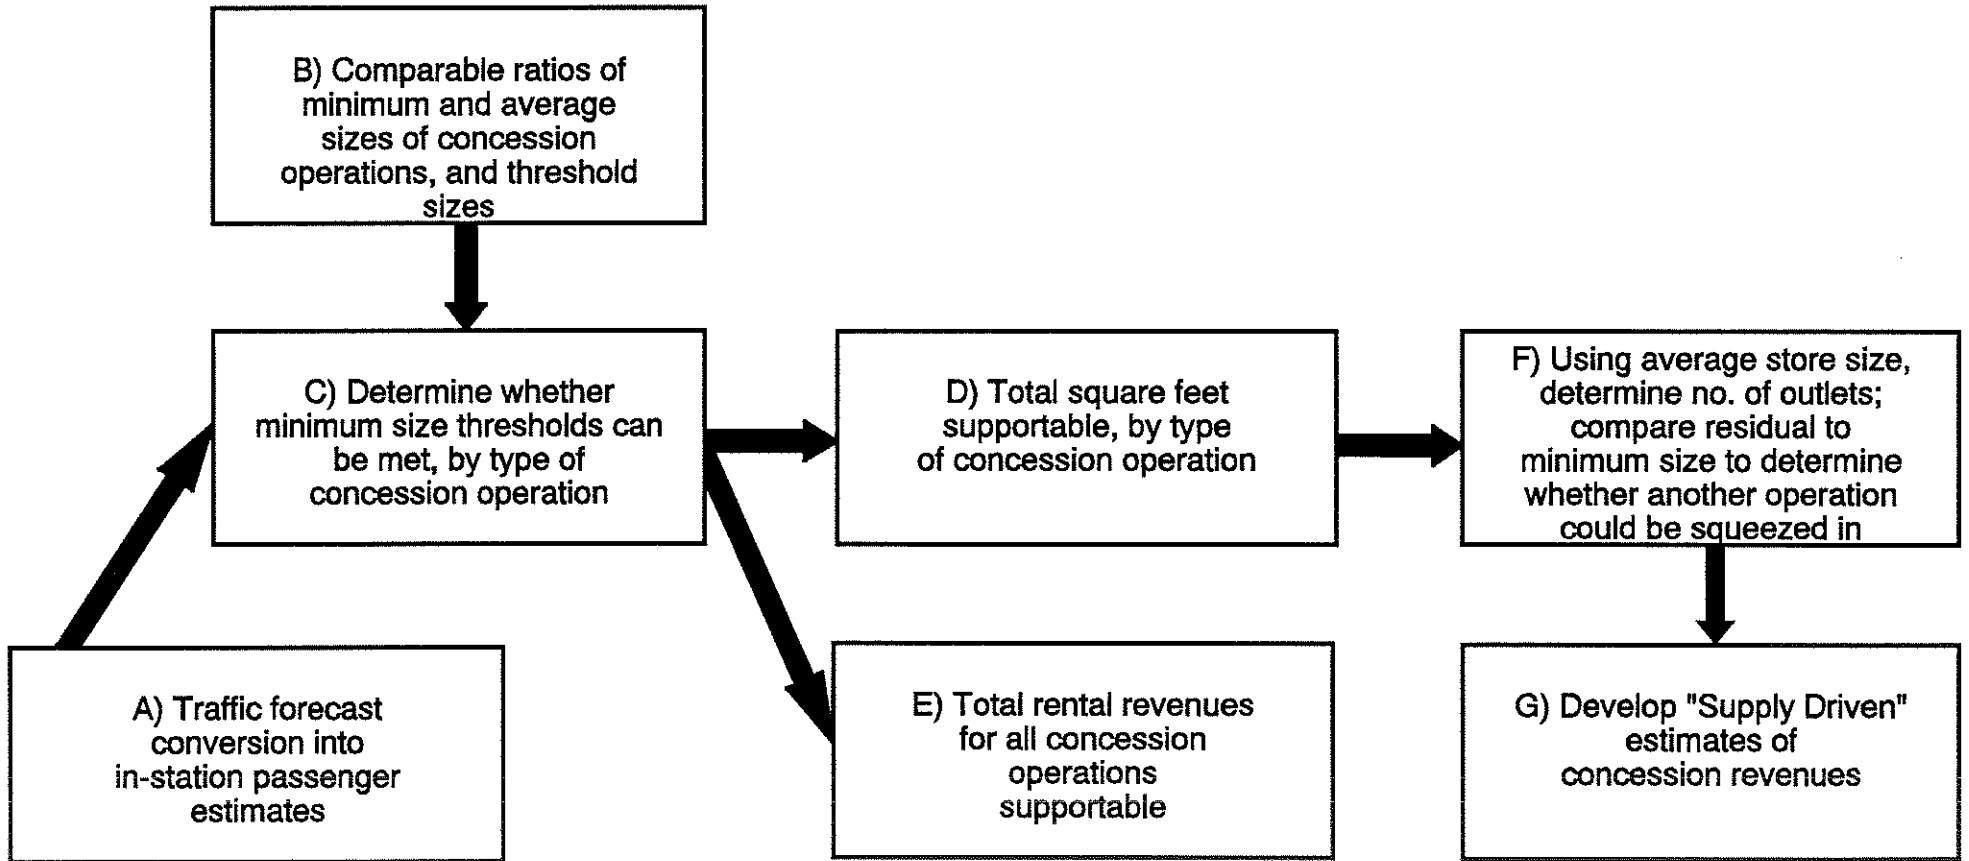 B) Comparable ratios of
minimum and average
sizes of concession
operations, and threshold
sizes
C) Determine whether
minimum size thresholds can
be met, by type of
concession operation
D) Total square feet
supportable, by type
of concession operation
F) Using average store size,
determine no. of outlets;
compare residual to
minimum size to determine
whether another operation
could be squeezed in
A) Traffic forecast
conversion into
in-station passenger
estimates
E) Total rental revenues
for all concession
operations
supportable
G) Develop "Supply Driven"
estimates of
concession revenues